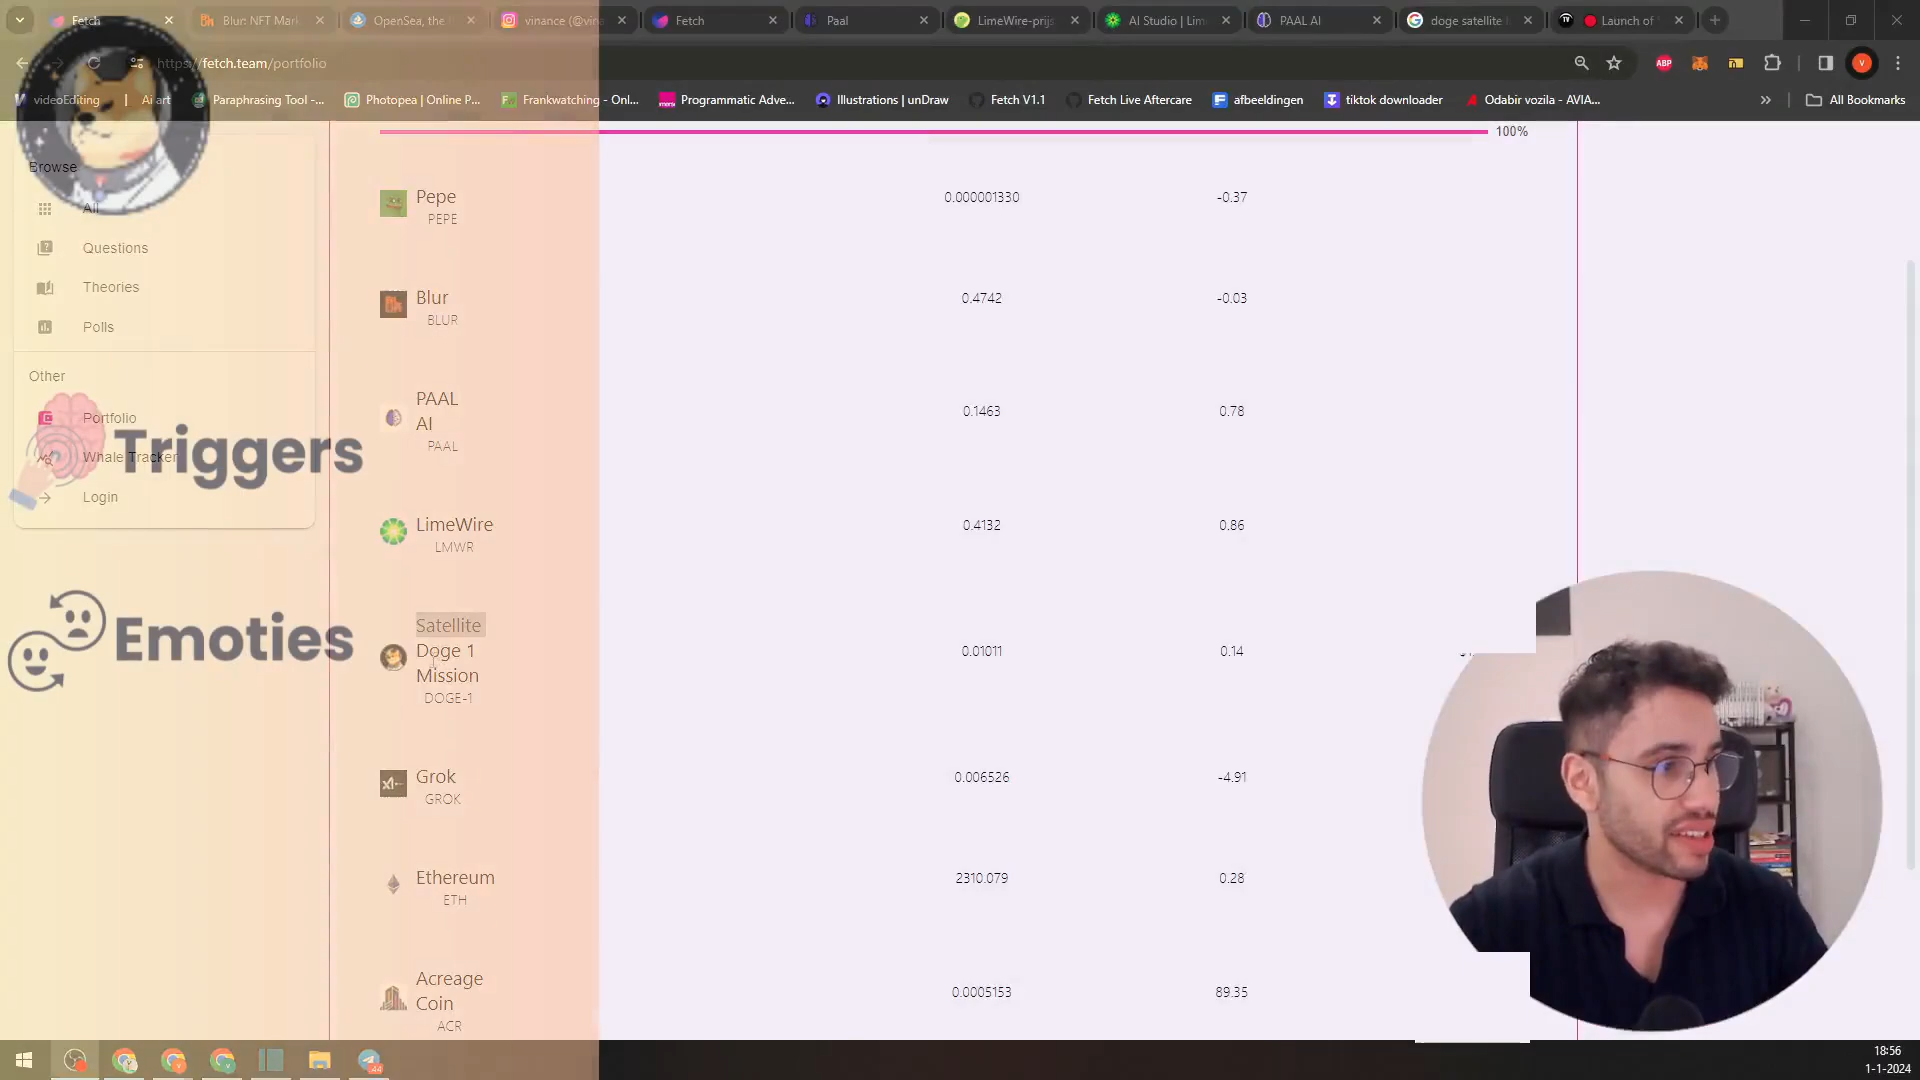 Fetch
Blur: NFT Mark
OpenSea, the
vinance (@vina
Fetch
Paal
LimeWire-prijs
AI Studio | Lim
PAAL AI
doge satellite
Launch of
https://fetch.team/portfolio
videoEditing
Ai art
Paraphrasing Tool -...
Photopea | Online P...
Frankwatching - Onl...
Programmatic Adve...
Illustrations | unDraw
Fetch V1.1
Fetch Live Aftercare
afbeeldingen
tiktok downloader
Odabir vozila - AVIA...
All Bookmarks
100%
Browse
All
Questions
Theories
Polls
Other
Portfolio
Whale Tracker
Login
Triggers
Emoties
Pepe
PEPE
0.000001330
-0.37
Blur
BLUR
0.4742
-0.03
PAAL
AI
PAAL
0.1463
0.78
LimeWire
LMWR
0.4132
0.86
Satellite
Doge 1
Mission
DOGE-1
0.01011
0.14
Grok
GROK
0.006526
-4.91
Ethereum
ETH
2310.079
0.28
Acreage
Coin
ACR
0.0005153
89.35
18:56
1-1-2024